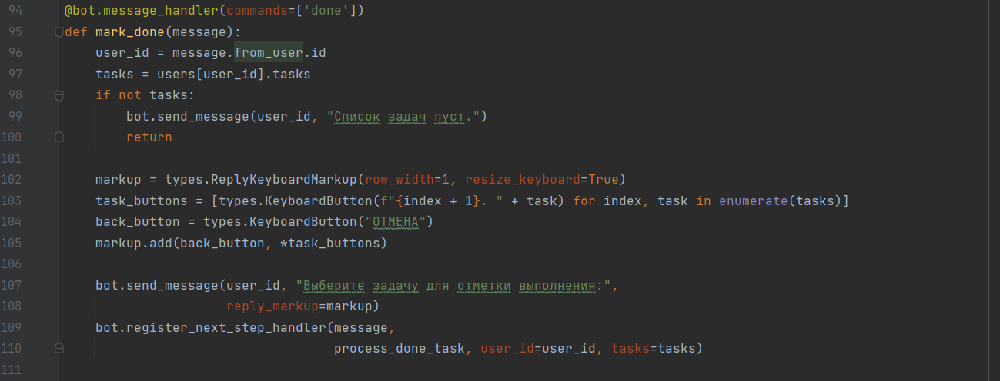 94 @bot.message_handler(commands=['done'])
95 def mark_done(message):
96 user_id = message.from_user.id
97 tasks = users[user_id].tasks
98 if not tasks:
99 bot.send_message(user_id, "Список задач пуст.")
100 return
101
102 markup = types.ReplyKeyboardMarkup(row_width=1, resize_keyboard=True)
103 task_buttons = [types.KeyboardButton(f"{index + 1}. " + task) for index, task in enumerate(tasks)]
104 back_button = types.KeyboardButton("ОТМЕНА")
105 markup.add(back_button, *task_buttons)
106
107 bot.send_message(user_id, "Выберите задачу для отметки выполнения:",
108 reply_markup=markup)
109 bot.register_next_step_handler(message,
110 process_done_task, user_id=user_id, tasks=tasks)
111